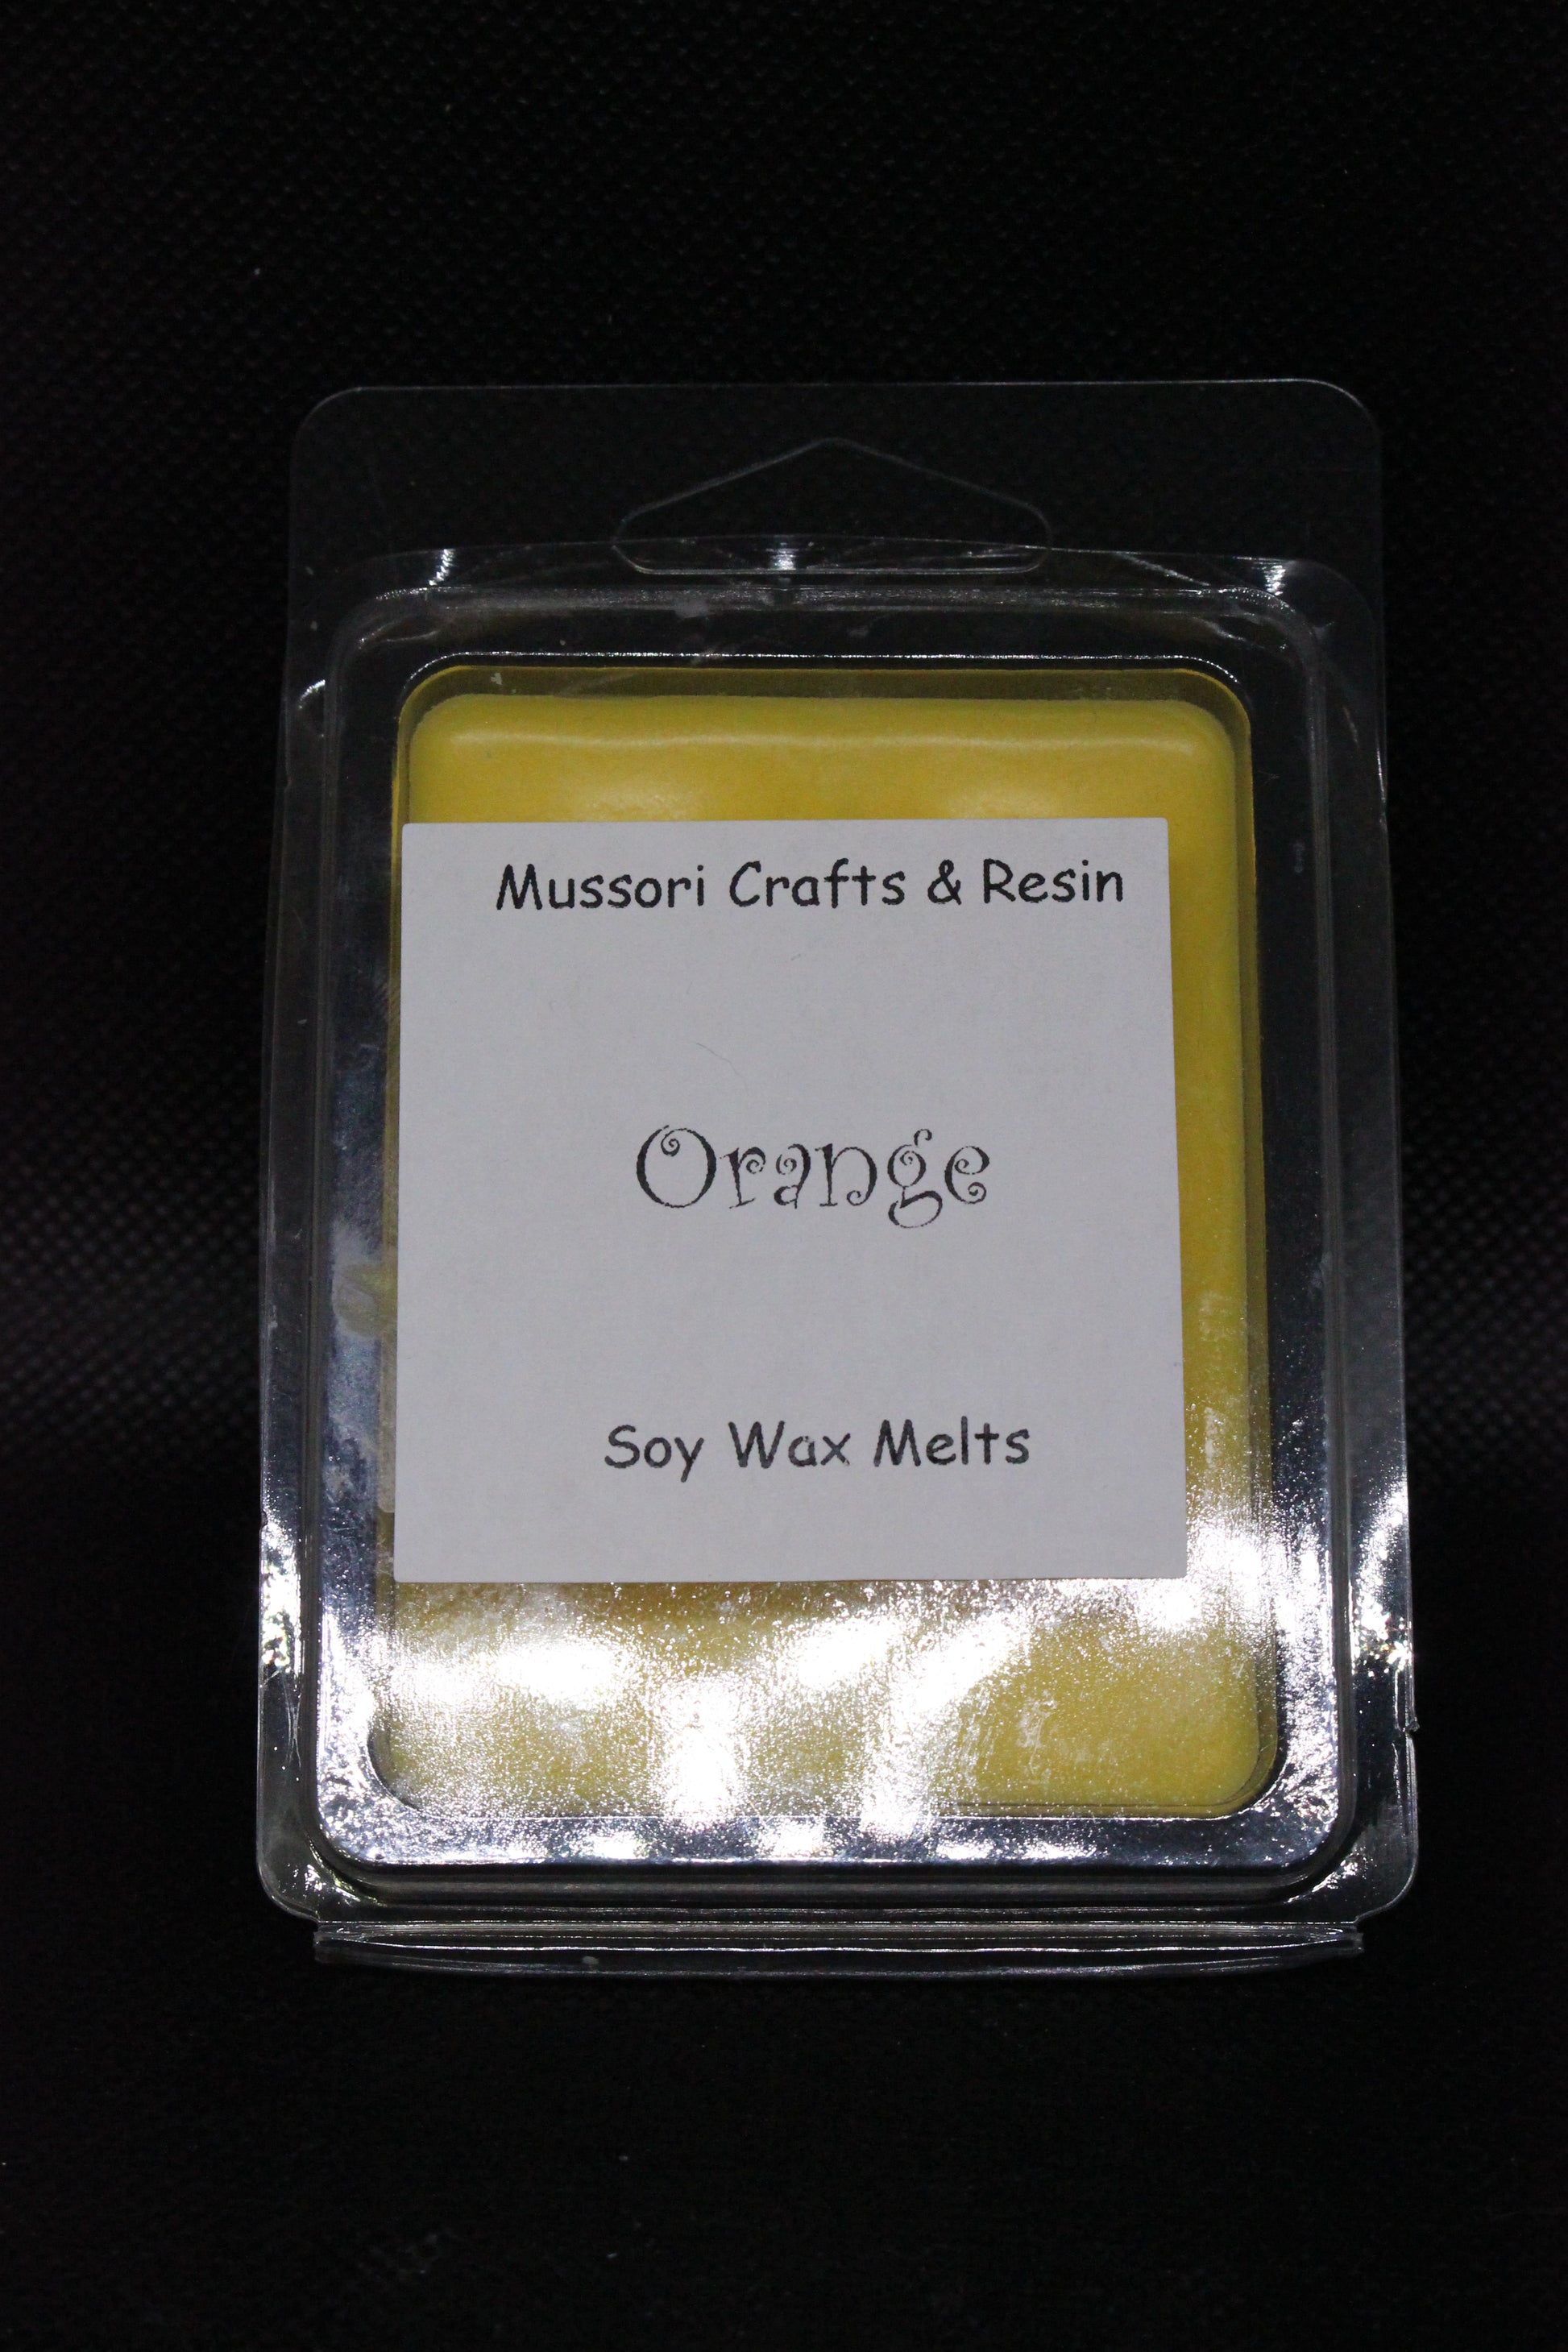 Mussori Crafts & Resin
Orange
Soy Wax Melts